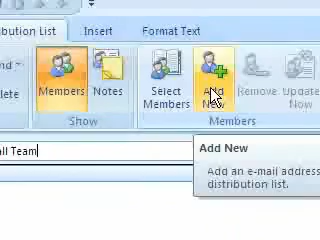 ribution List Insert Format Text
nd
lete
Members Notes Select Members Add New Remove Update Now
Show Members
all Team
Add New
Add an e-mail address
distribution list.